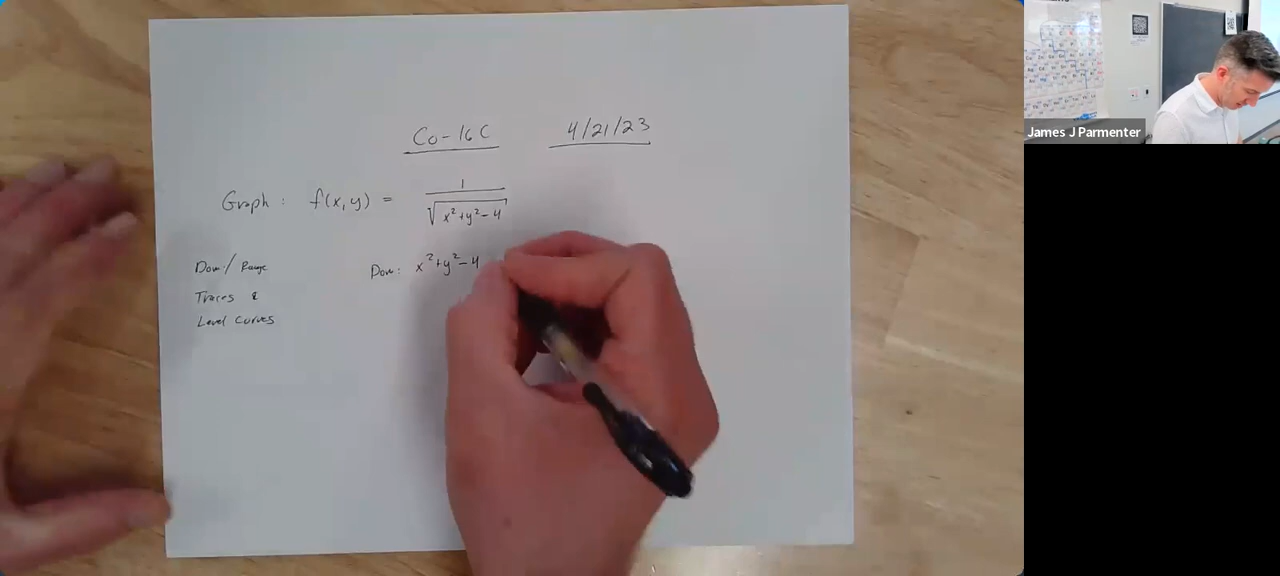 Co-16C 4/21/23
Graph: f(x,y) = 1/√(x²+y²-4)
Dom/Range Dom: x²+y²-4
Traces &
Level Curves
James J Parmenter